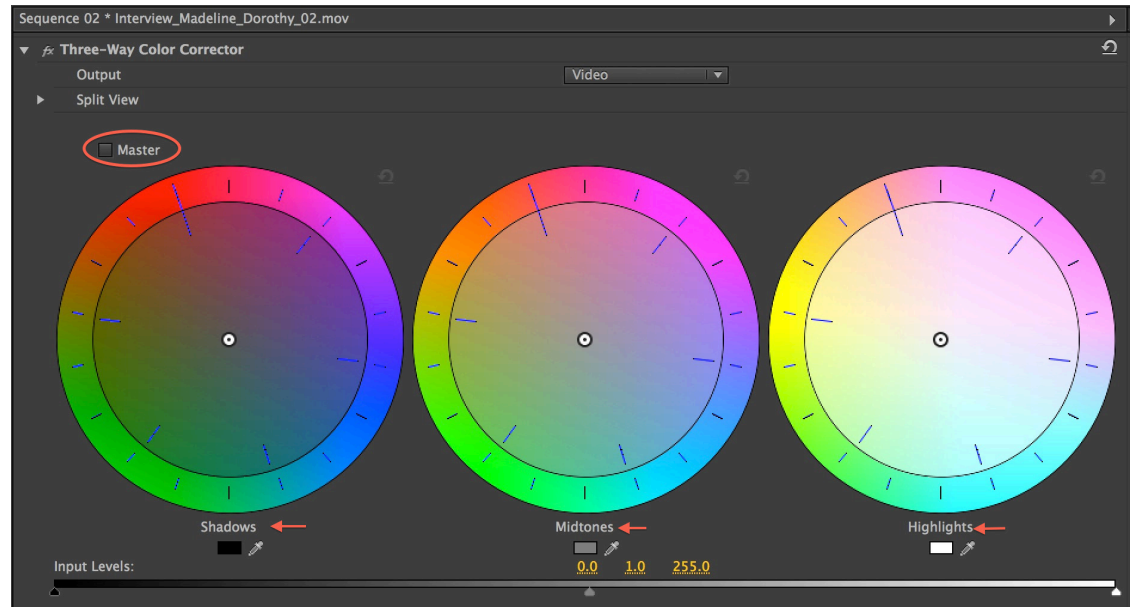 Sequence 02 * Interview_Madeline_Dorothy_02.mov
fx Three-Way Color Corrector
Output Video
Split View
Master
Shadows Midtones Highlights
Input Levels: 0.0 1.0 255.0